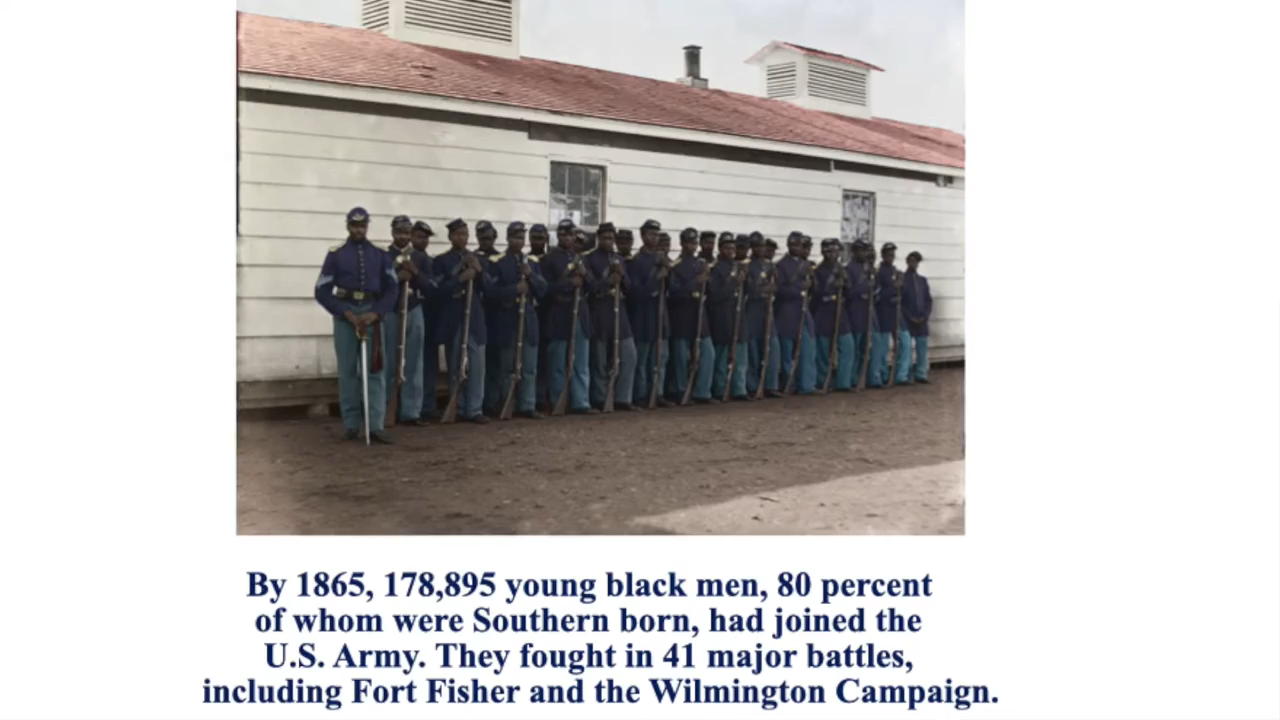 By 1865, 178,895 young black men, 80 percent
of whom were Southern born, had joined the
U.S. Army. They fought in 41 major battles,
including Fort Fisher and the Wilmington Campaign.